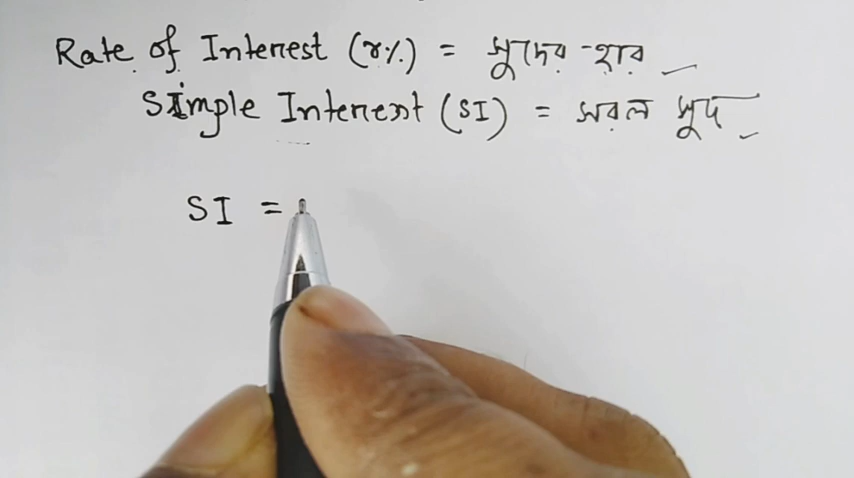 Rate of Interest (r%) = সুদের হার
Simple Interest (SI) = সরল সুদ
SI =